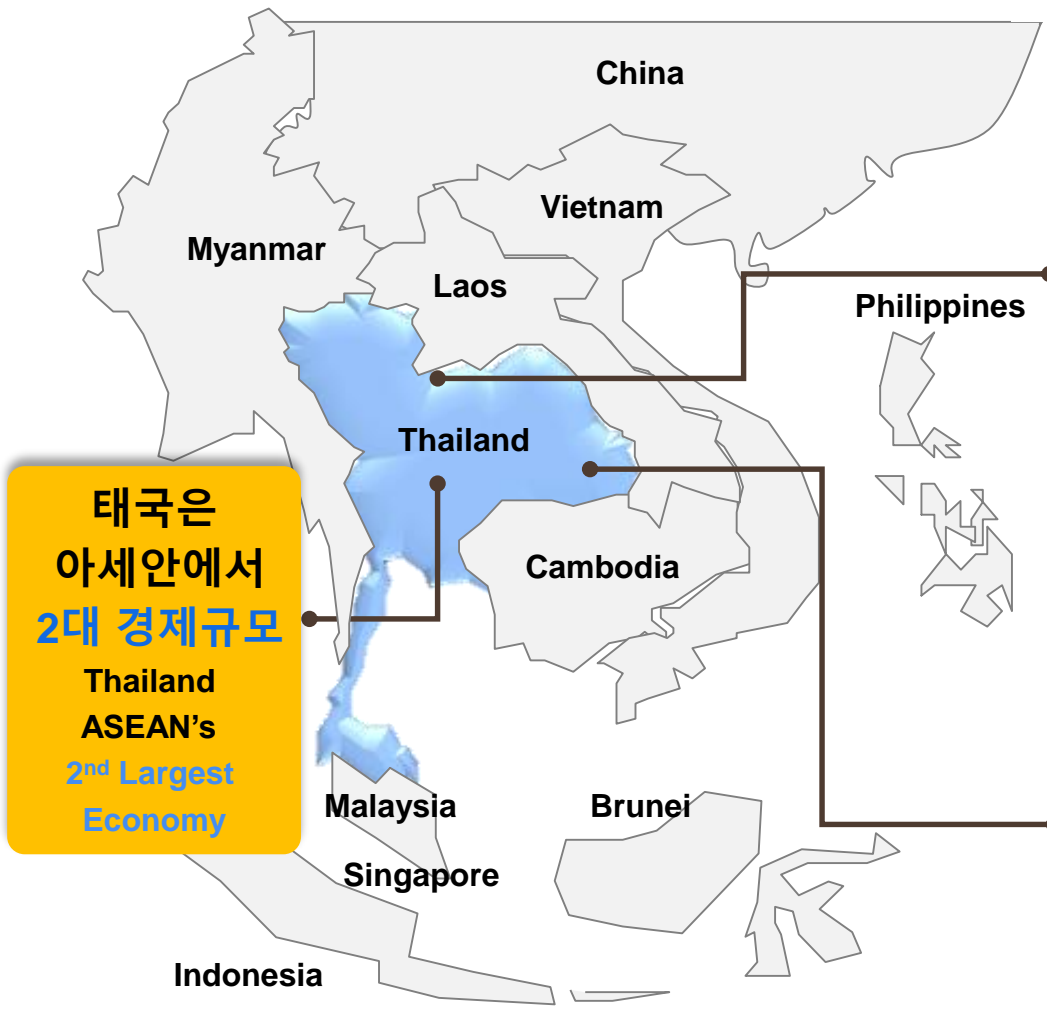 China
Vietnam
Myanmar
Laos
Philippines
Thailand
태국은
아세안에서
2대 경제규모
Thailand
ASEAN’s
2nd Largest
Economy
Cambodia
Malaysia
Brunei
Singapore
Indonesia